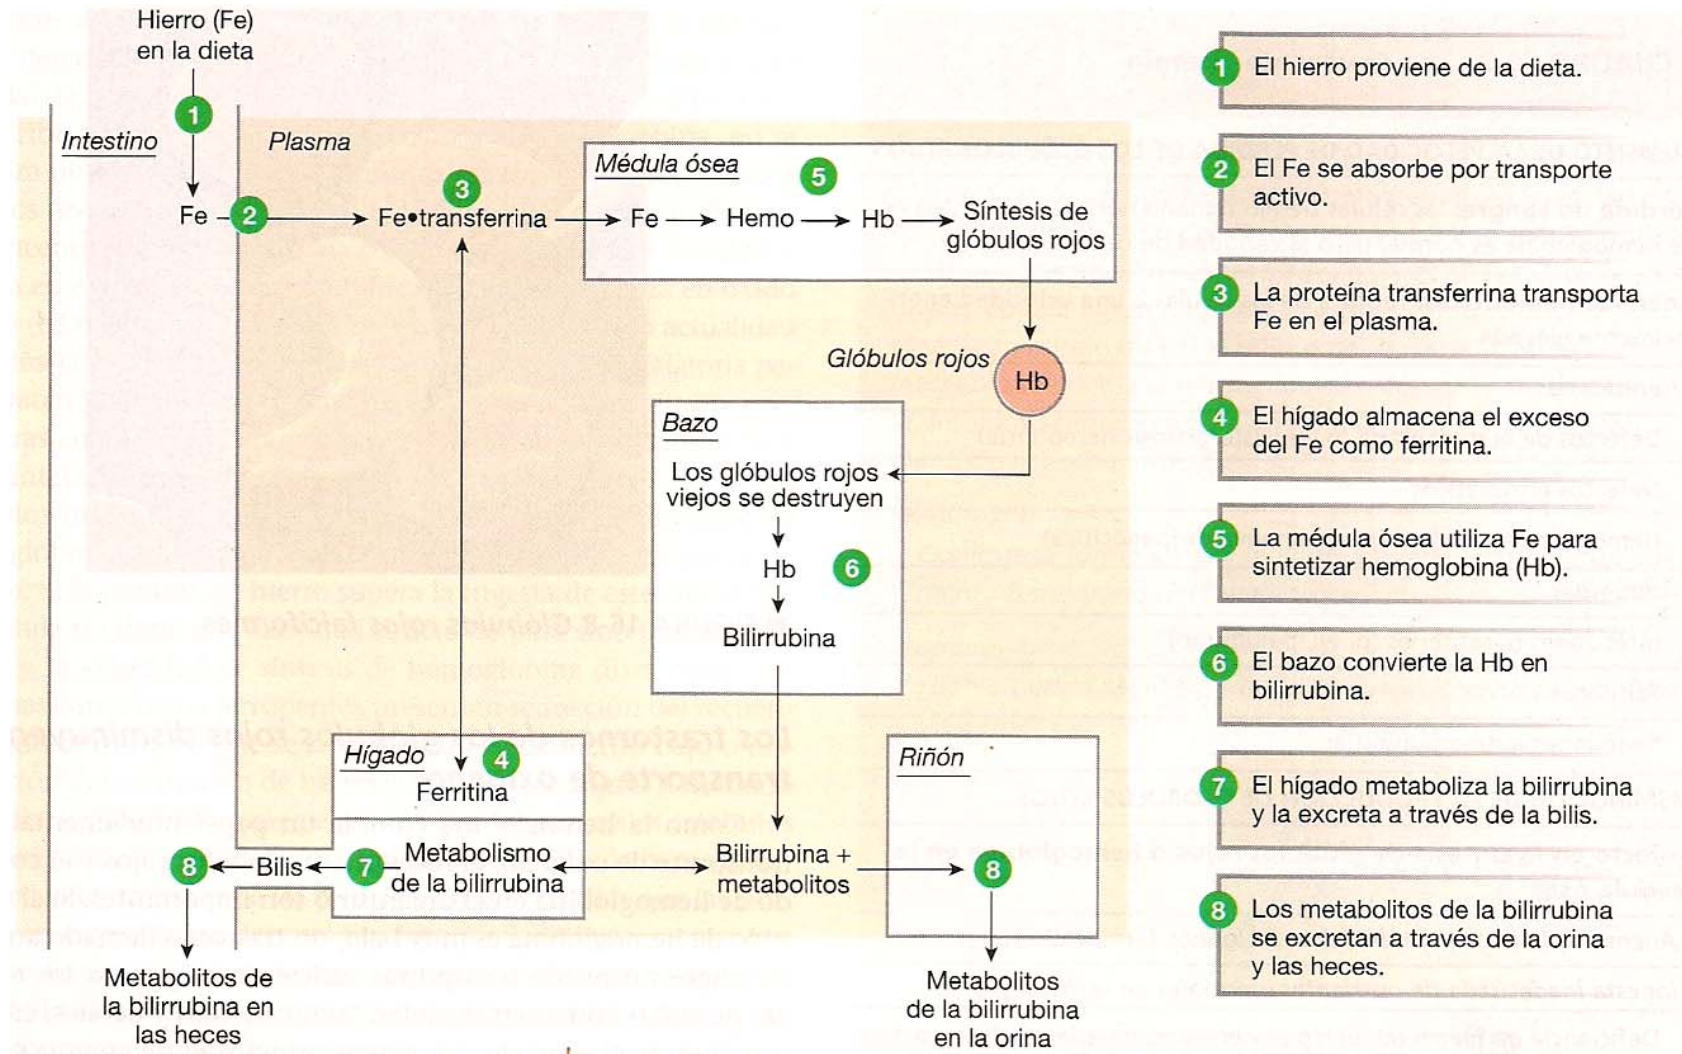 Hierro (Fe)
en la dieta
1
Intestino
Plasma
Fe
2
3
Fe•transferrina
Médula ósea
5
Fe
Hemo
Hb
Síntesis de
glóbulos rojos
Glóbulos rojos
Hb
Bazo
Los glóbulos rojos
viejos se destruyen
Hb
6
Bilirrubina
Hígado
4
Ferritina
Riñón
8
Bilis
7
Metabolismo
de la bilirrubina
Bilirrubina +
metabolitos
8
Metabolitos de
la bilirrubina en
las heces
Metabolitos
de la bilirrubina
en la orina
1 El hierro proviene de la dieta.
2 El Fe se absorbe por transporte
activo.
3 La proteína transferrina transporta
Fe en el plasma.
4 El hígado almacena el exceso
del Fe como ferritina.
5 La médula ósea utiliza Fe para
sintetizar hemoglobina (Hb).
6 El bazo convierte la Hb en
bilirrubina.
7 El hígado metaboliza la bilirrubina
y la excreta a través de la bilis.
8 Los metabolitos de la bilirrubina
se excretan a través de la orina
y las heces.